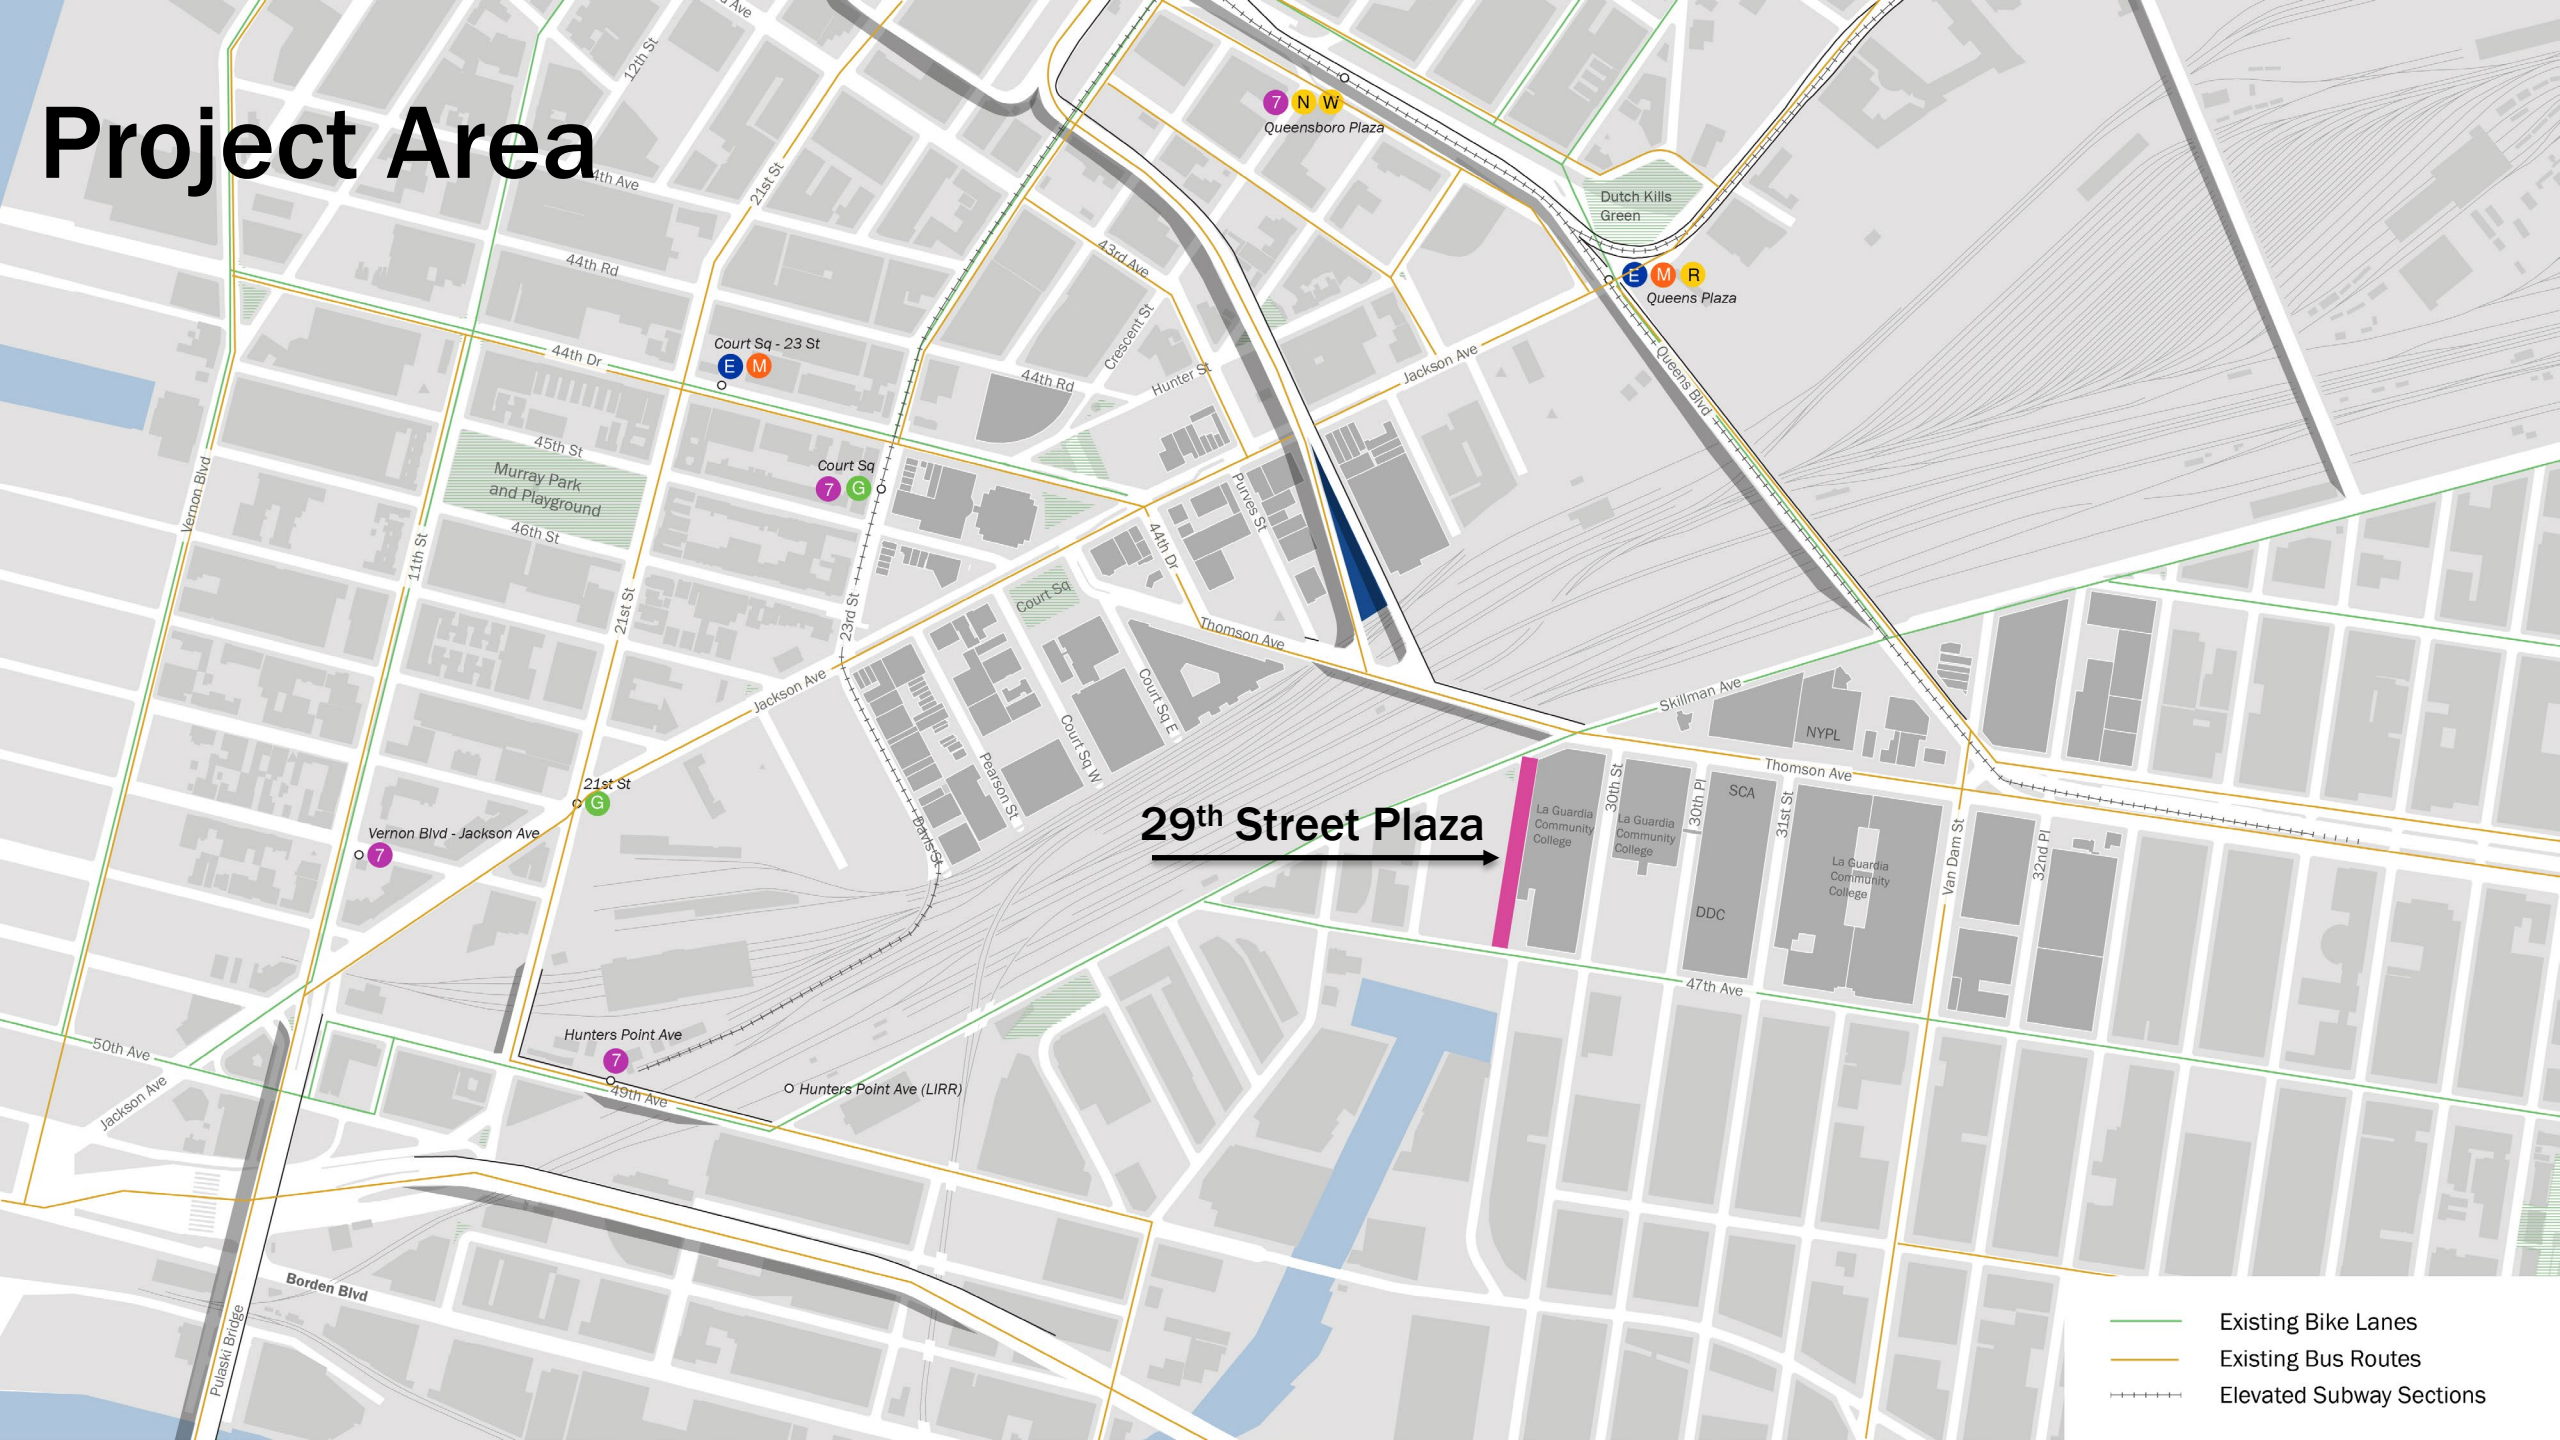 Project Area
12th St
21st St
44th Rd
43rd Ave
Crescent St
44th Rd
Hunter St
Jackson Ave
7 N W
Queensboro Plaza
Dutch Kills
Green
E M R
Queens Plaza
Queens Blvd
Court Sq - 23 St
E M
44th Dr
45th St
Murray Park
and Playground
46th St
Vernon Blvd
11th St
21st St
Court Sq
7 G
23rd St
Court Sq
Purves St
44th Dr
Thomson Ave
Jackson Ave
Court Sq E
Court Sq W
Pearson St
Davis St
21st St
G
Vernon Blvd - Jackson Ave
7
Skillman Ave
NYPL
Thomson Ave
29th Street Plaza
La Guardia
Community
College
30th St
La Guardia
Community
College
30th Pl
SCA
DDC
31st St
La Guardia
Community
College
Van Dam St
32nd Pl
47th Ave
Hunters Point Ave
7
49th Ave
Hunters Point Ave (LIRR)
50th Ave
Jackson Ave
Borden Blvd
Pulaski Bridge
Existing Bike Lanes
Existing Bus Routes
Elevated Subway Sections